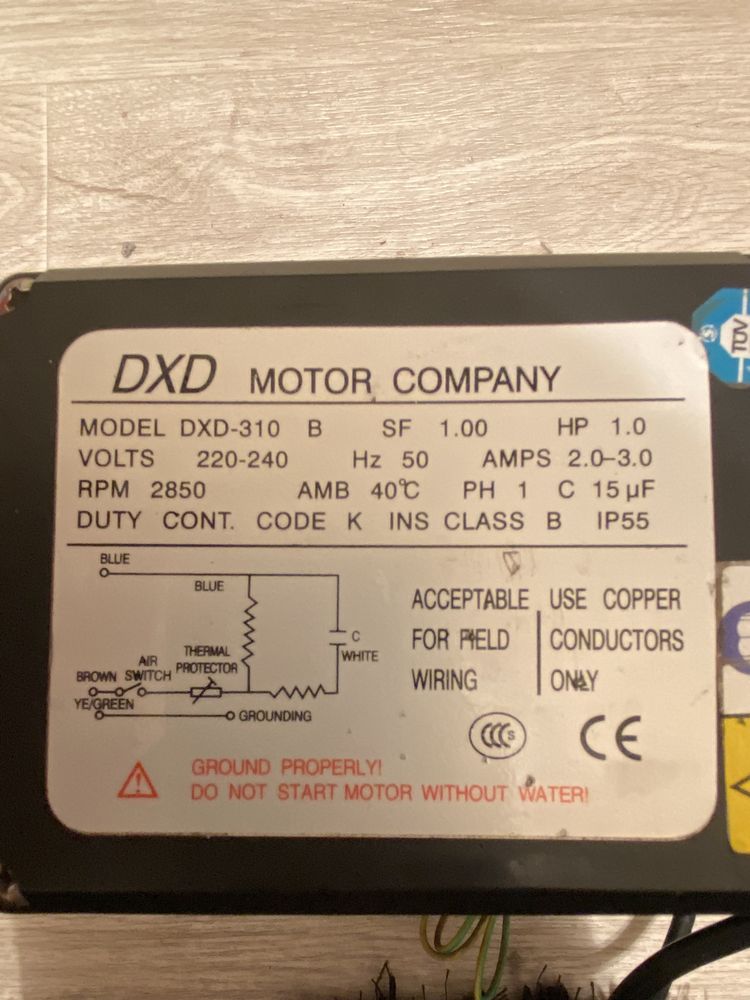 DXD MOTOR COMPANY
MODEL DXD-310 B SF 1.00 HP 1.0
VOLTS 220-240 Hz 50 AMPS 2.0-3.0
RPM 2850 AMB 40℃ PH 1 C 15 µF
DUTY CONT. CODE K INS CLASS B IP55
BLUE
BLUE
C
WHITE
THERMAL
PROTECTOR
AIR
SWITCH
BROWN
YE/GREEN
GROUNDING
ACCEPTABLE
FOR FIELD
WIRING
USE COPPER
CONDUCTORS
ONLY
CCC S
CE
GROUND PROPERLY!
DO NOT START MOTOR WITHOUT WATER!
TÜV